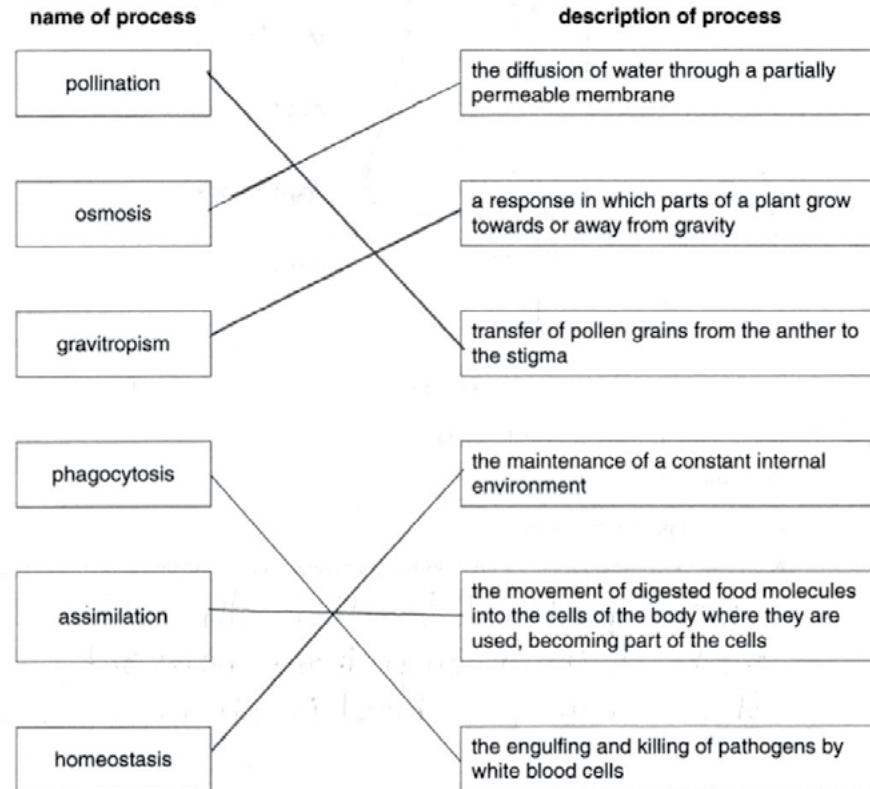 name of process
description of process
pollination
the diffusion of water through a partially
permeable membrane
osmosis
a response in which parts of a plant grow
towards or away from gravity
gravitropism
transfer of pollen grains from the anther to
the stigma
phagocytosis
the maintenance of a constant internal
environment
assimilation
the movement of digested food molecules
into the cells of the body where they are
used, becoming part of the cells
homeostasis
the engulfing and killing of pathogens by
white blood cells